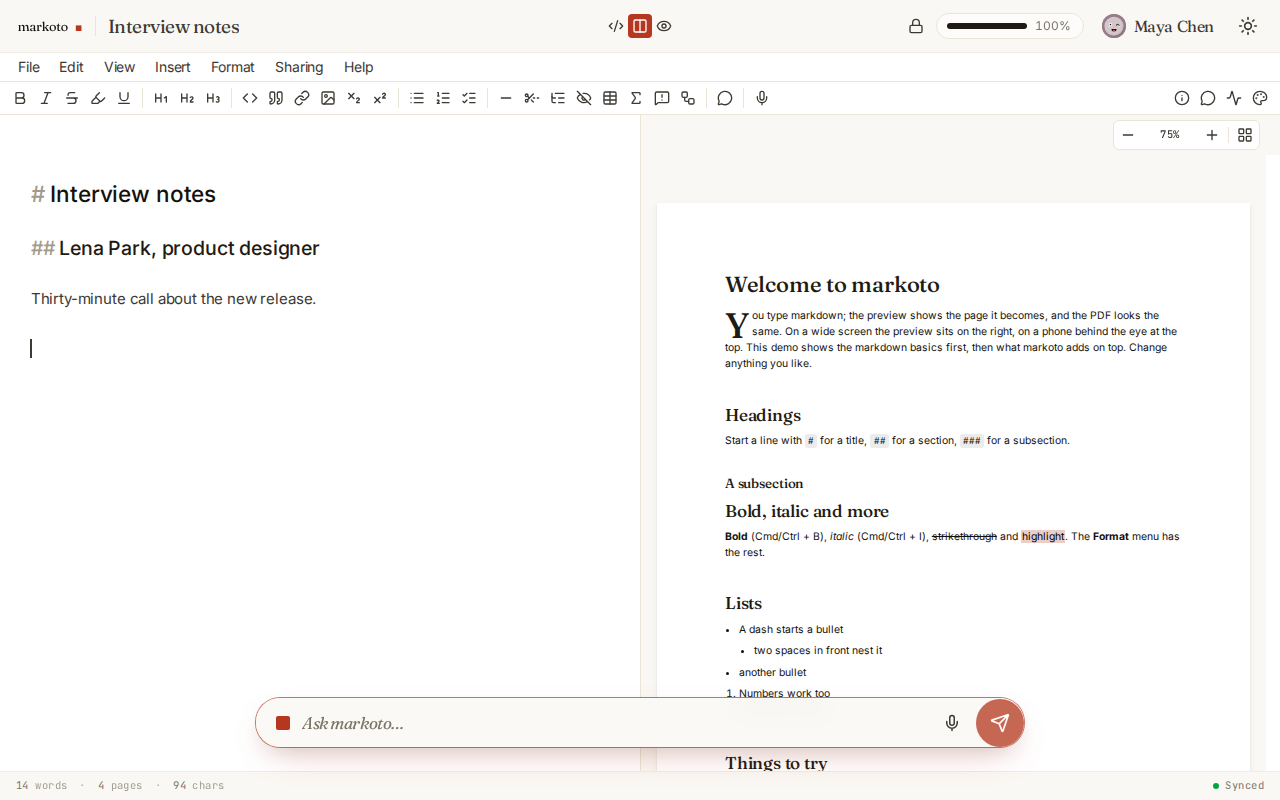 markoto
Interview notes
100%
Maya Chen
File Edit View Insert Format Sharing Help
H1 H2 H3
75%
# Interview notes
## Lena Park, product designer
Thirty-minute call about the new release.
Welcome to markoto
You type markdown; the preview shows the page it becomes, and the PDF looks the
same. On a wide screen the preview sits on the right, on a phone behind the eye at the
top. This demo shows the markdown basics first, then what markoto adds on top. Change
anything you like.
Headings
Start a line with # for a title, ## for a section, ### for a subsection.
A subsection
Bold, italic and more
Bold (Cmd/Ctrl + B), italic (Cmd/Ctrl + I), strikethrough and highlight. The Format menu has
the rest.
Lists
• A dash starts a bullet
• two spaces in front nest it
• another bullet
1. Numbers work too
Ask markoto...
Things to try
14 words · 4 pages · 94 chars
Synced